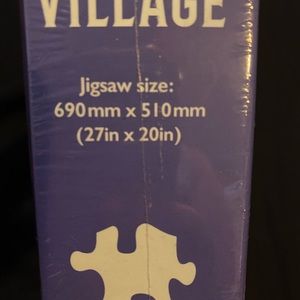 VILLAGE
Jigsaw size:
690mm x 510mm
(27in x 20in)